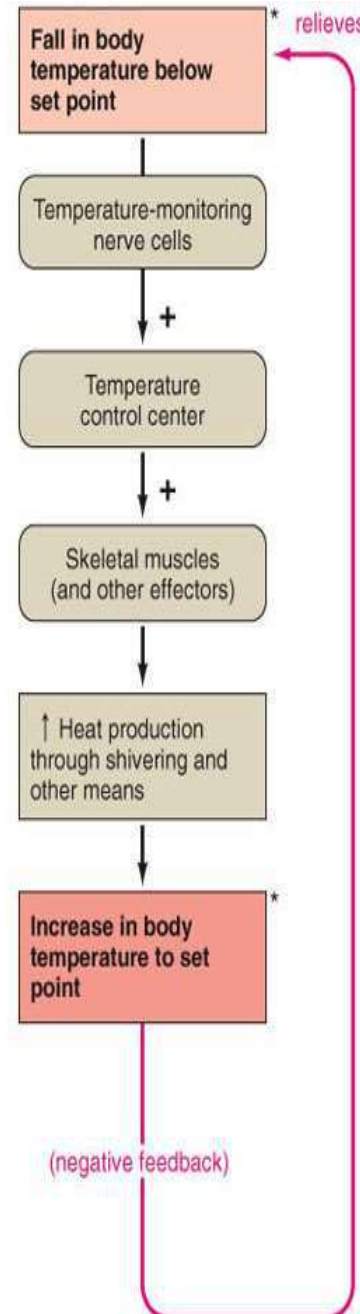 * relieves
Fall in body
temperature below
set point
Temperature-monitoring
nerve cells
+
Temperature
control center
+
Skeletal muscles
(and other effectors)
↑ Heat production
through shivering and
other means
*
Increase in body
temperature to set
point
(negative feedback)